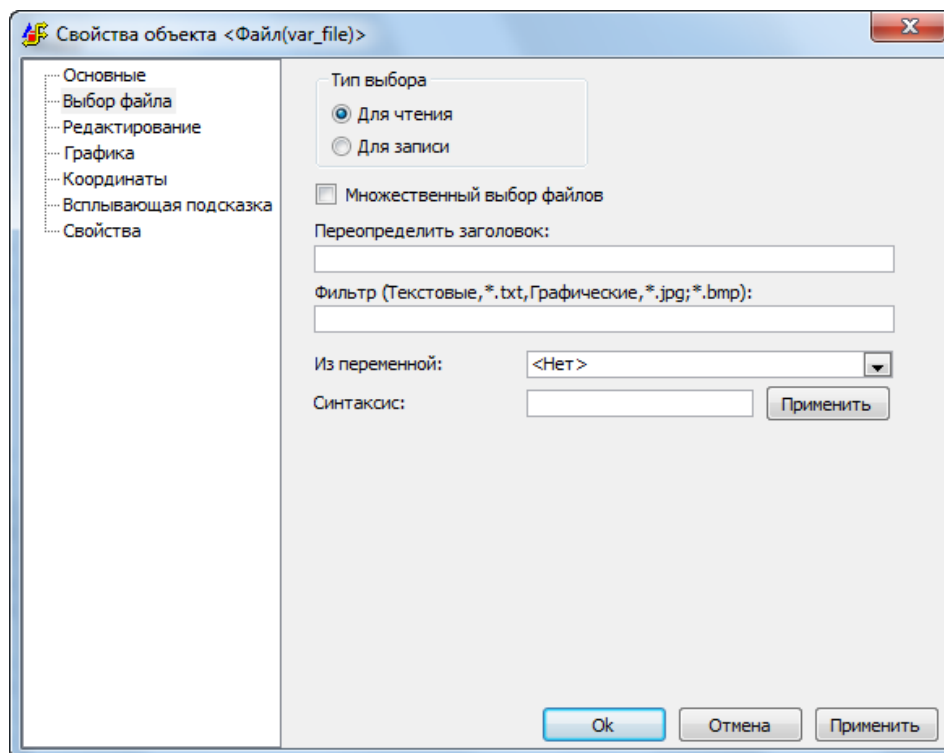 Свойства объекта <Файл(var_file)>
Основные
Выбор файла
Редактирование
Графика
Координаты
Всплывающая подсказка
Свойства
Тип выбора
Для чтения
Для записи
Множественный выбор файлов
Переопределить заголовок:
Фильтр (Текстовые,*.txt,Графические,*.jpg;*.bmp):
Из переменной: <Нет>
Синтаксис: Применить
Ok Отмена Применить